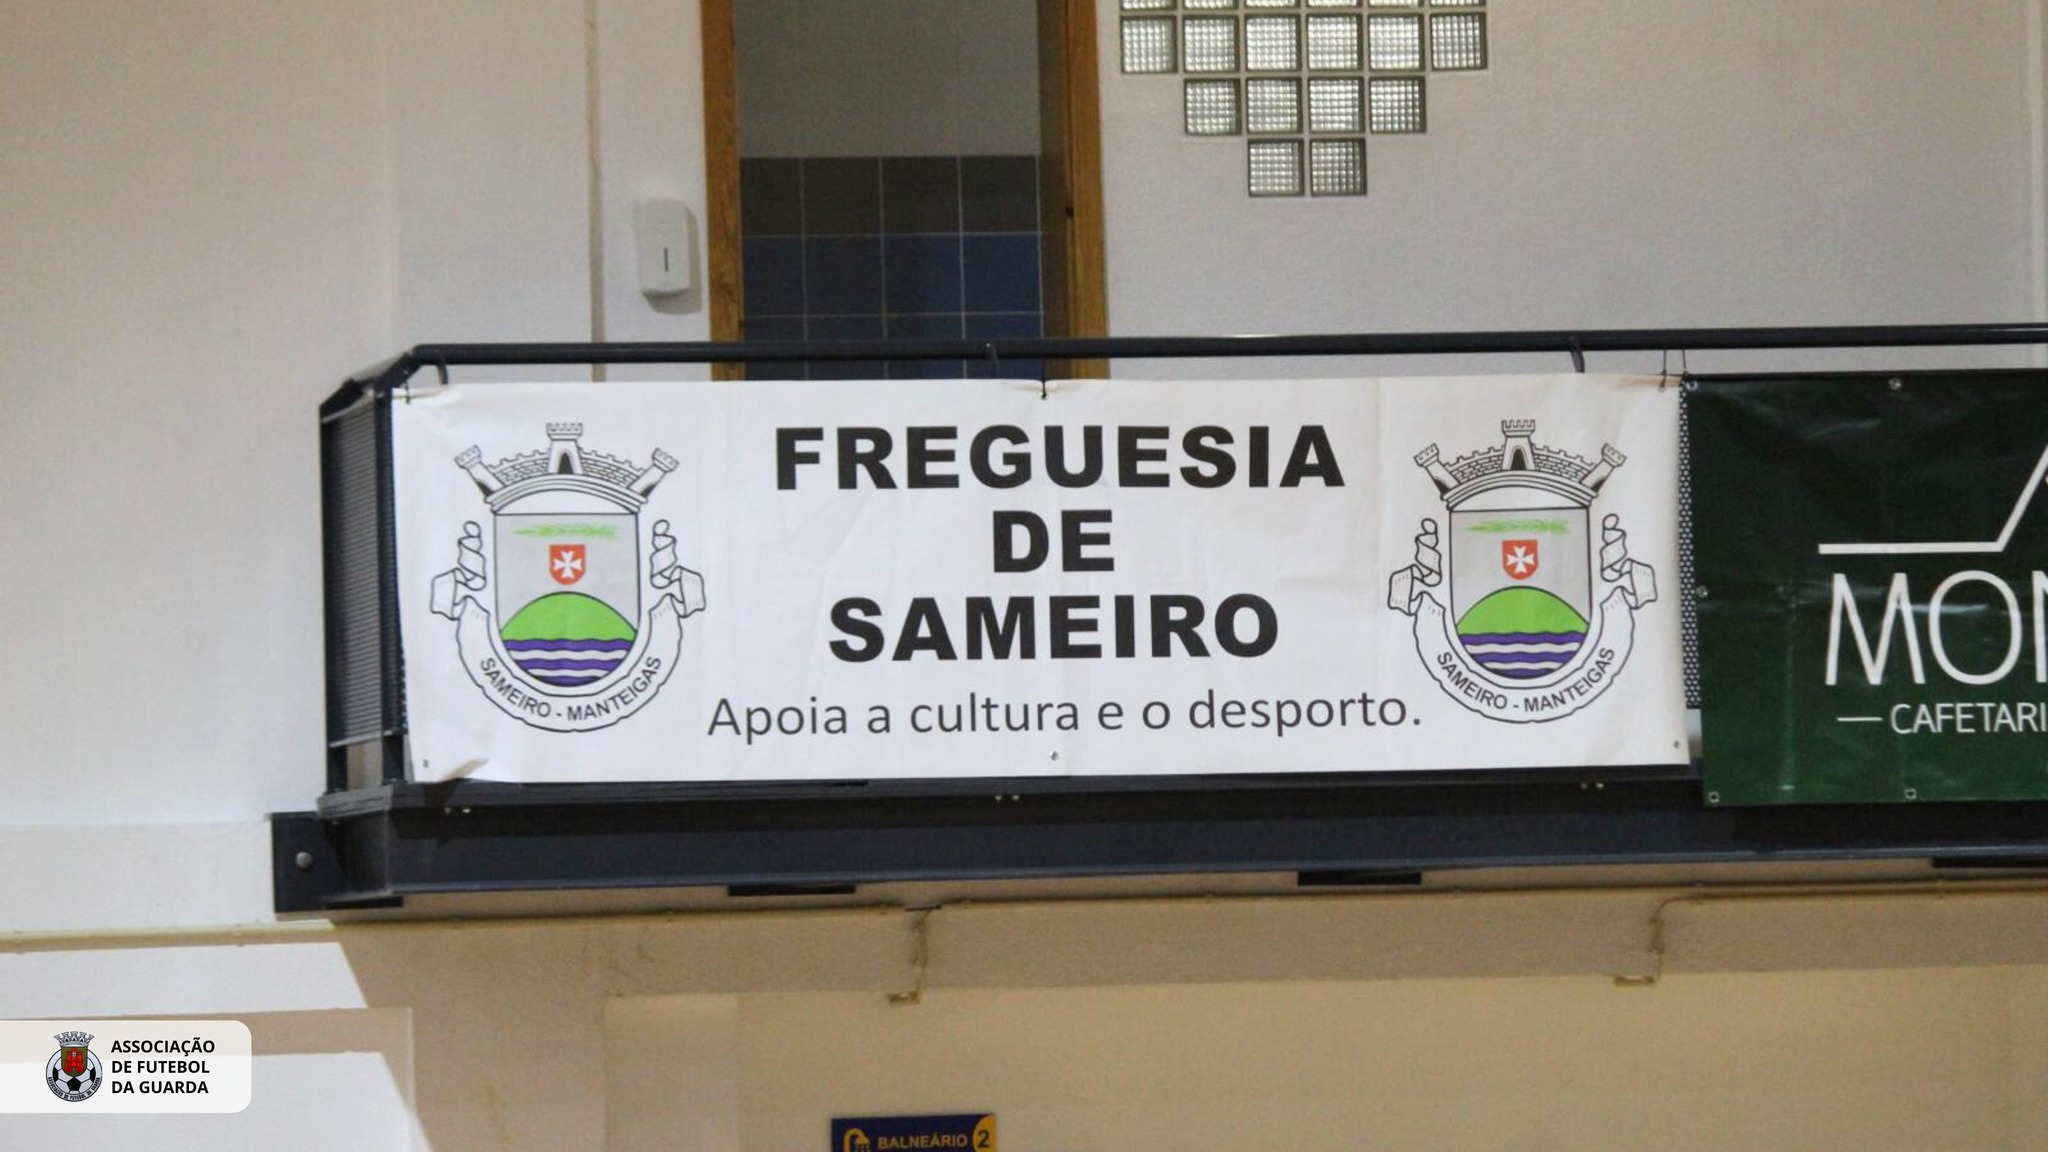 FREGUESIA
DE
SAMEIRO
Apoia a cultura e o desporto.
SAMEIRO - MANTEIGAS
SAMEIRO - MANTEIGAS
CAFETARI
ASSOCIAÇÃO
DE FUTEBOL
DA GUARDA
BALNEÁRIO 2